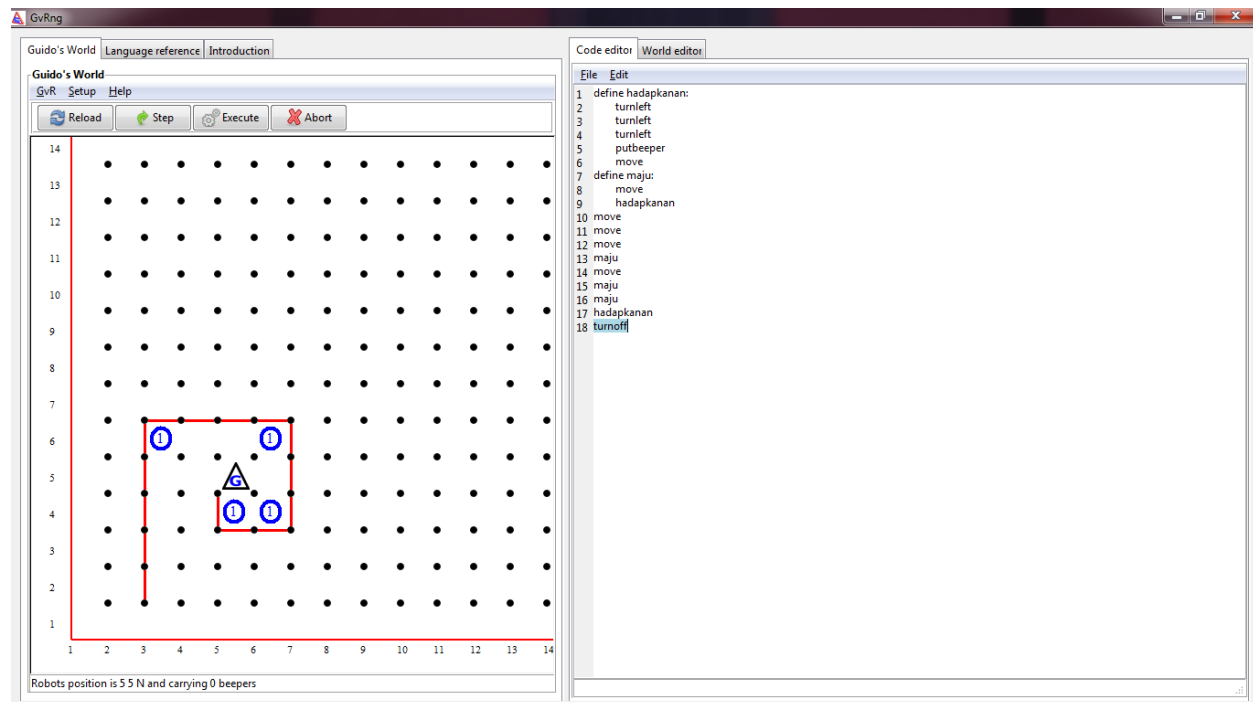 GvRng
Guido's World Language reference Introduction
Guido's World
GvR Setup Help
Reload Step Execute Abort
14
13
12
11
10
9
8
7
6 1 1
5 G
4 1 1
3
2
1
1 2 3 4 5 6 7 8 9 10 11 12 13 14
Robots position is 5 5 N and carrying 0 beepers
Code editor World editor
File Edit
1 define hadapkanan:
2 turnleft
3 turnleft
4 turnleft
5 putbeeper
6 move
7 define maju:
8 move
9 hadapkanan
10 move
11 move
12 move
13 maju
14 move
15 maju
16 maju
17 hadapkanan
18 turnoff